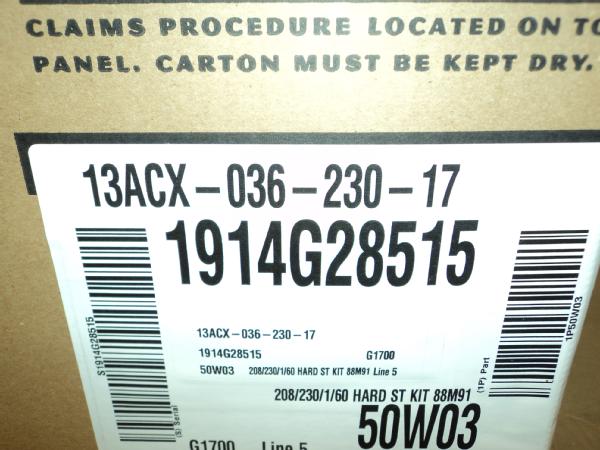 CLAIMS PROCEDURE LOCATED ON TO
PANEL. CARTON MUST BE KEPT DRY.
13ACX-036-230-17
1914G28515
S1914G28515
(S) Serial
13ACX-036-230-17
1914G28515 G1700
50W03 208/230/1/60 HARD ST KIT 88M91 Line 5
1P50W03
(1P) Part
208/230/1/60 HARD ST KIT 88M91
50W03
G1700 Line 5